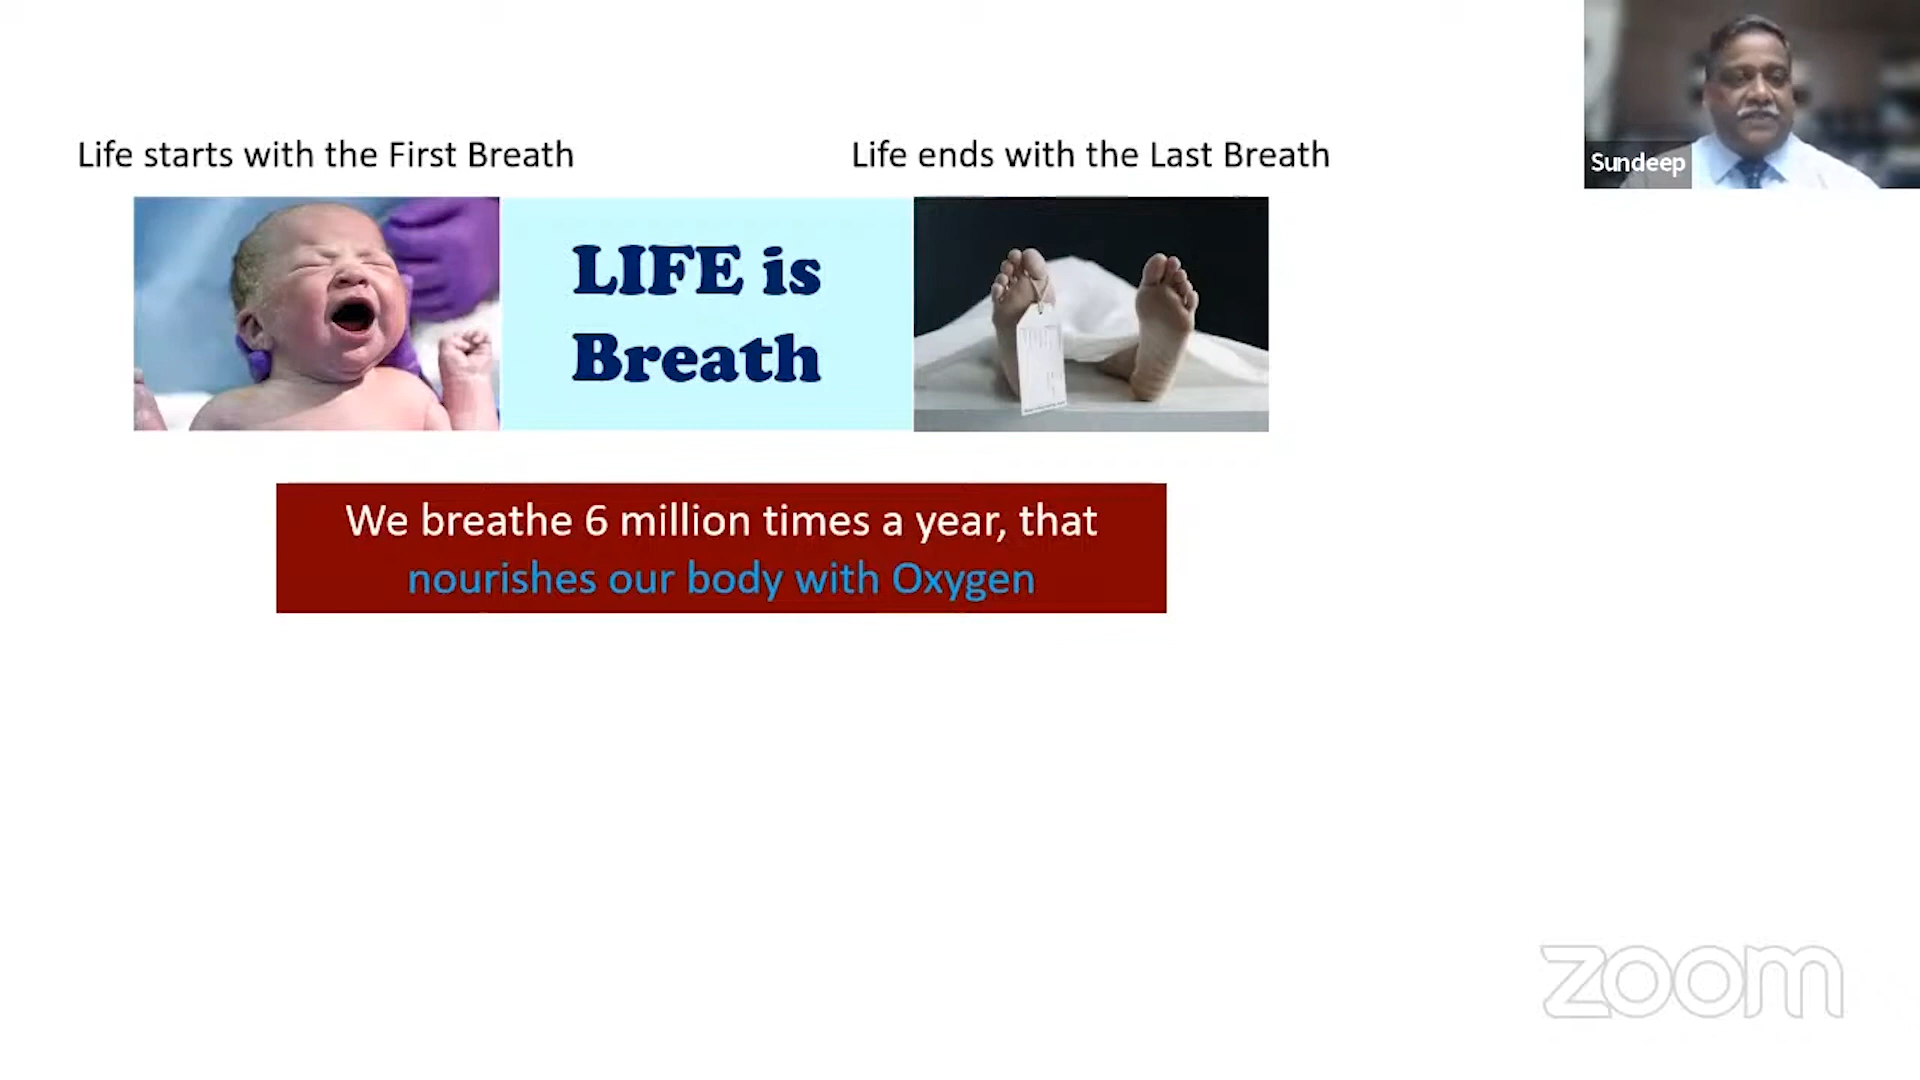 Life starts with the First Breath
Life ends with the Last Breath
Sundeep
LIFE is
Breath
We breathe 6 million times a year, that
nourishes our body with Oxygen
zoom